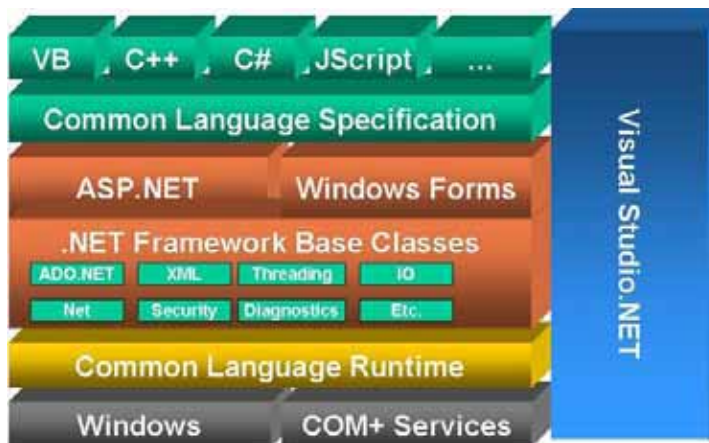 VB C++ C# JScript ...
Common Language Specification
ASP.NET Windows Forms
.NET Framework Base Classes
ADO.NET XML Threading IO
Net Security Diagnostics Etc.
Common Language Runtime
Windows COM+ Services
Visual Studio.NET